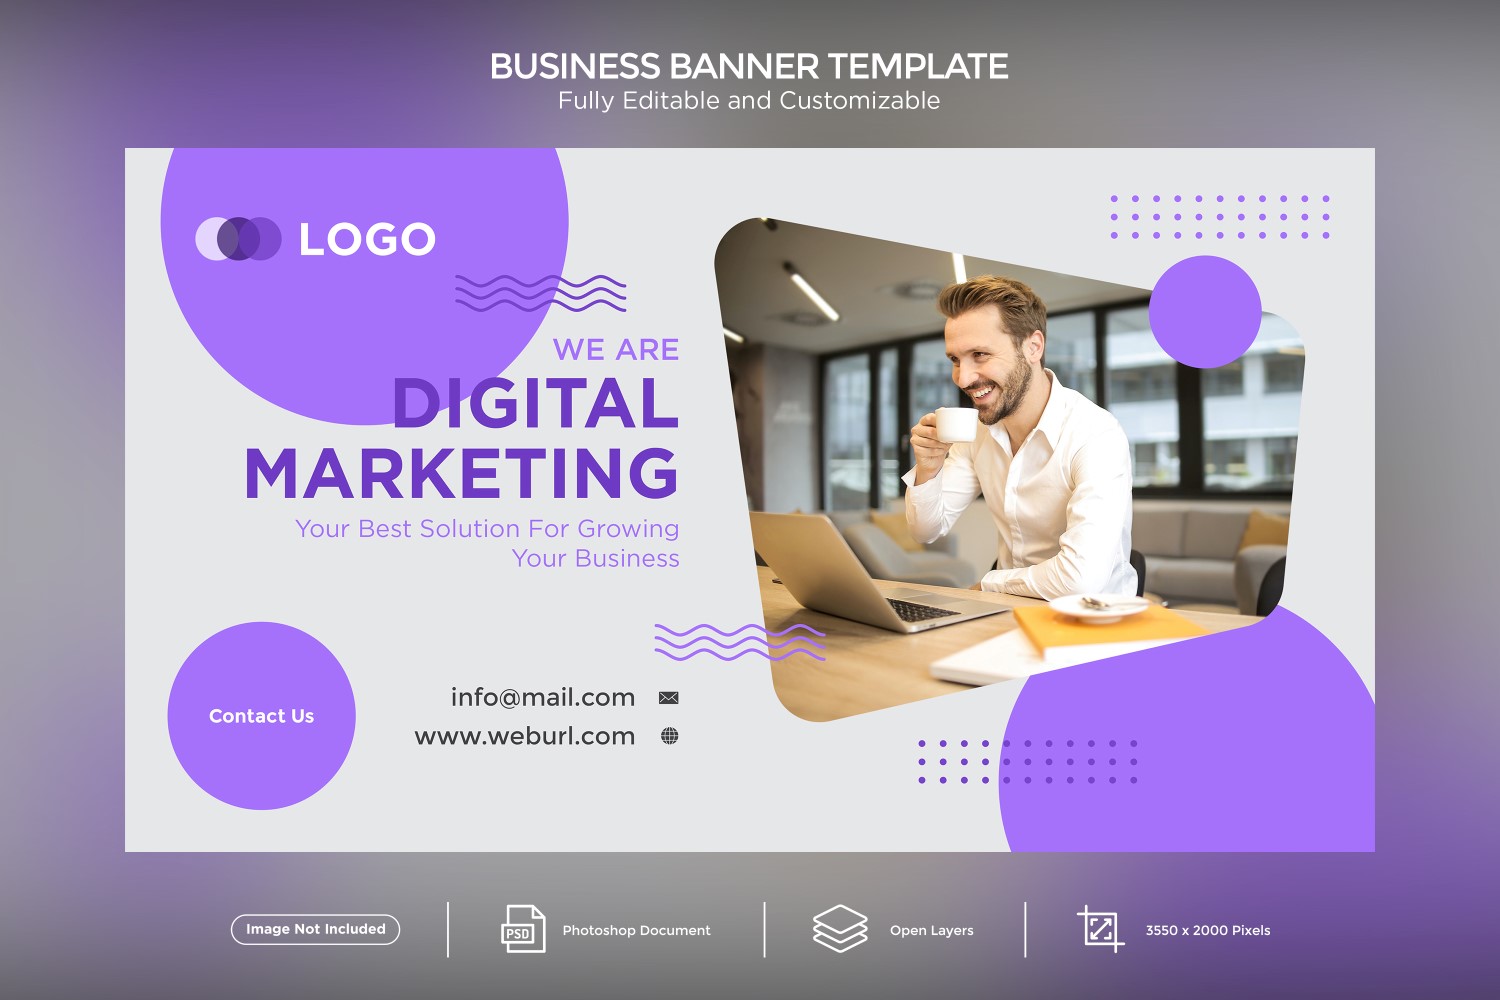 BUSINESS BANNER TEMPLATE
Fully Editable and Customizable
LOGO
WE ARE
DIGITAL
MARKETING
Your Best Solution For Growing
Your Business
Contact Us
info@mail.com
www.weburl.com
Image Not Included
PSD
Photoshop Document
Open Layers
3550 x 2000 Pixels